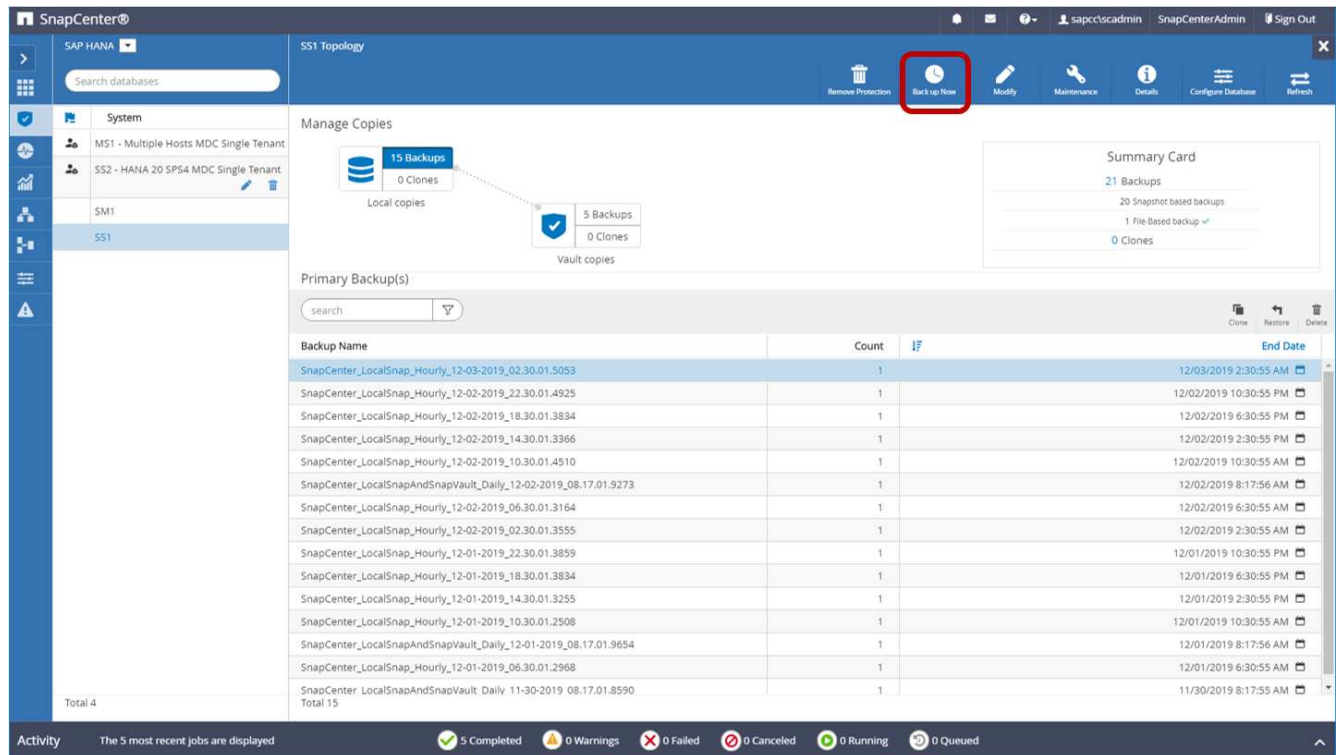 SnapCenter®
sapcc\scadmin SnapCenterAdmin Sign Out
SAP HANA
SS1 Topology
Search databases
Remove Protection
Back up Now
Modify
Maintenance
Details
Configure Database
Refresh
System
MS1 - Multiple Hosts MDC Single Tenant
SS2 - HANA 20 SPS4 MDC Single Tenant
SM1
SS1
Total 4
Manage Copies
15 Backups
0 Clones
Local copies
5 Backups
0 Clones
Vault copies
Summary Card
21 Backups
20 Snapshot based backups
1 File-Based backup
0 Clones
Primary Backup(s)
search
Clone
Restore
Delete
Backup Name Count End Date
SnapCenter_LocalSnap_Hourly_12-03-2019_02.30.01.5053 1 12/03/2019 2:30:55 AM
SnapCenter_LocalSnap_Hourly_12-02-2019_22.30.01.4925 1 12/02/2019 10:30:55 PM
SnapCenter_LocalSnap_Hourly_12-02-2019_18.30.01.3834 1 12/02/2019 6:30:55 PM
SnapCenter_LocalSnap_Hourly_12-02-2019_14.30.01.3366 1 12/02/2019 2:30:55 PM
SnapCenter_LocalSnap_Hourly_12-02-2019_10.30.01.4510 1 12/02/2019 10:30:55 AM
SnapCenter_LocalSnapAndSnapVault_Daily_12-02-2019_08.17.01.9273 1 12/02/2019 8:17:56 AM
SnapCenter_LocalSnap_Hourly_12-02-2019_06.30.01.3164 1 12/02/2019 6:30:55 AM
SnapCenter_LocalSnap_Hourly_12-02-2019_02.30.01.3555 1 12/02/2019 2:30:55 AM
SnapCenter_LocalSnap_Hourly_12-01-2019_22.30.01.3859 1 12/01/2019 10:30:55 PM
SnapCenter_LocalSnap_Hourly_12-01-2019_18.30.01.3834 1 12/01/2019 6:30:55 PM
SnapCenter_LocalSnap_Hourly_12-01-2019_14.30.01.3255 1 12/01/2019 2:30:55 PM
SnapCenter_LocalSnap_Hourly_12-01-2019_10.30.01.2508 1 12/01/2019 10:30:55 AM
SnapCenter_LocalSnapAndSnapVault_Daily_12-01-2019_08.17.01.9654 1 12/01/2019 8:17:56 AM
SnapCenter_LocalSnap_Hourly_12-01-2019_06.30.01.2968 1 12/01/2019 6:30:55 AM
SnapCenter_LocalSnapAndSnapVault_Daily_11-30-2019_08.17.01.8590 1 11/30/2019 8:17:55 AM
Total 15
Activity The 5 most recent jobs are displayed 5 Completed 0 Warnings 0 Failed 0 Canceled 0 Running 0 Queued